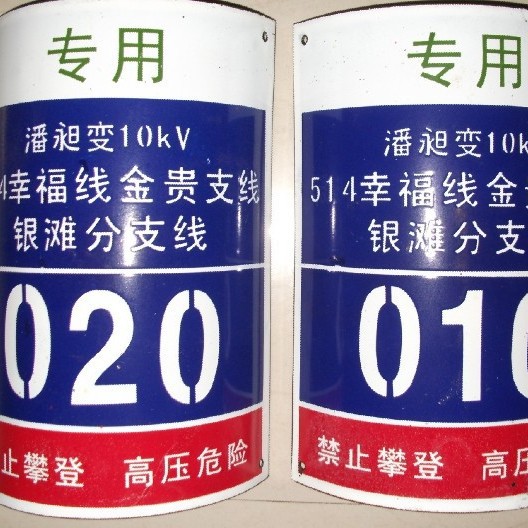 专用
潘昶变10kV
4幸福线金贵支线
银滩分支线
020
止攀登 高压危险
专用
潘昶变10k
514幸福线金
银滩分支
010
禁止攀登 高压